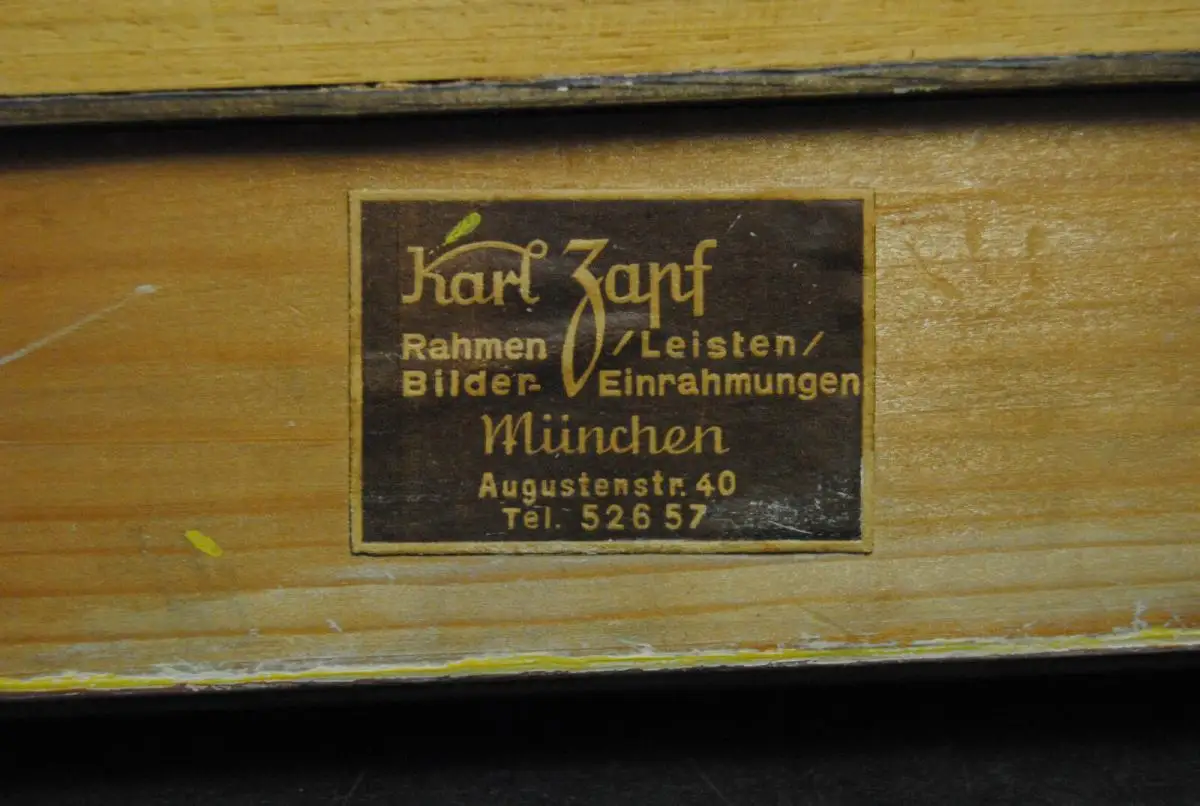 Karl Zapf
Rahmen /Leisten/
Bilder- Einrahmungen
München
Augustenstr. 40
Tel. 526 57